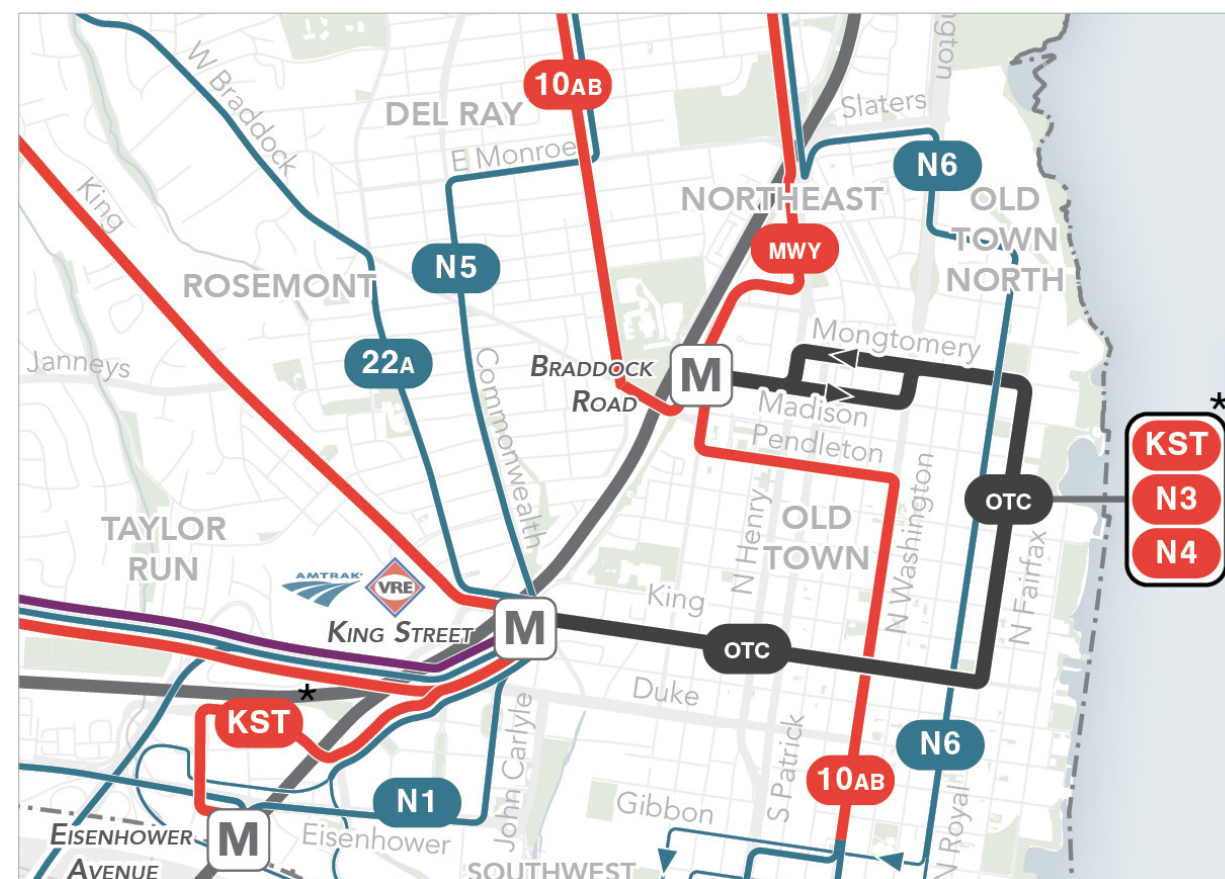 ngton
W Braddock
10AB
DEL RAY
Slaters
E Monroe
N6
King
NORTHEAST
OLD
TOWN
NORTH
MWY
N5
ROSEMONT
Mongtomery
Janneys
22A
BRADDOCK
ROAD
M
Commonwealth
Madison
Pendleton
*
KST
N3
N4
OTC
N Henry
N Washington
OLD
TOWN
N Fairfax
TAYLOR
RUN
AMTRAK
VRE
KING STREET
M
King
OTC
Duke
*
KST
John Carlyle
S Patrick
N6
10AB
N1
Gibbon
EISENHOWER
AVENUE
M
Eisenhower
N Royal
SOUTHWEST